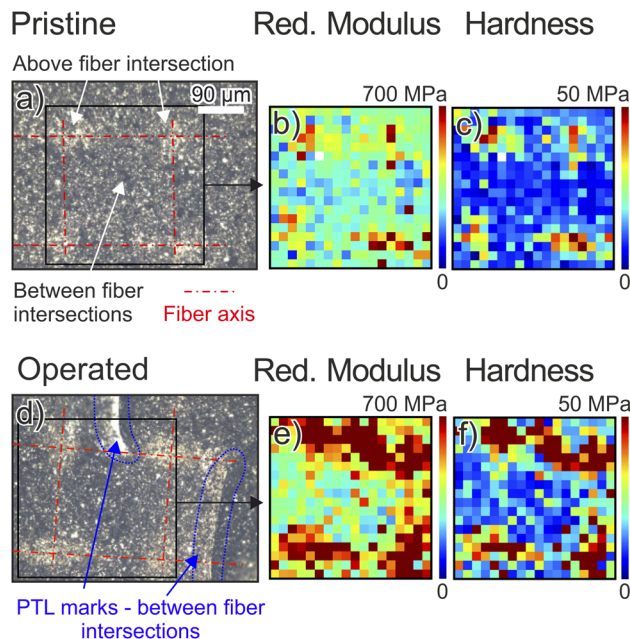 Pristine
Red. Modulus
Hardness
Above fiber intersection
700 MPa
50 MPa
a)
90 µm
b)
c)
0
0
Between fiber
intersections
Fiber axis
Operated
Red. Modulus
Hardness
700 MPa
50 MPa
d)
e)
f)
0
0
PTL marks - between fiber
intersections